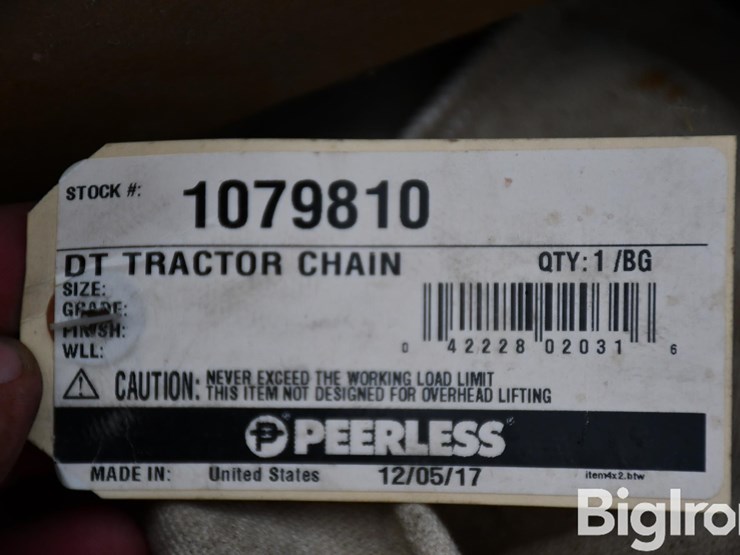 STOCK #: 1079810
DT TRACTOR CHAIN QTY: 1 /BG
SIZE:
GRADE:
FINISH:
WLL:
0 42228 02031 6
CAUTION: NEVER EXCEED THE WORKING LOAD LIMIT
THIS ITEM NOT DESIGNED FOR OVERHEAD LIFTING
P PEERLESS®
MADE IN: United States 12/05/17 item4x2.btw
BigIron